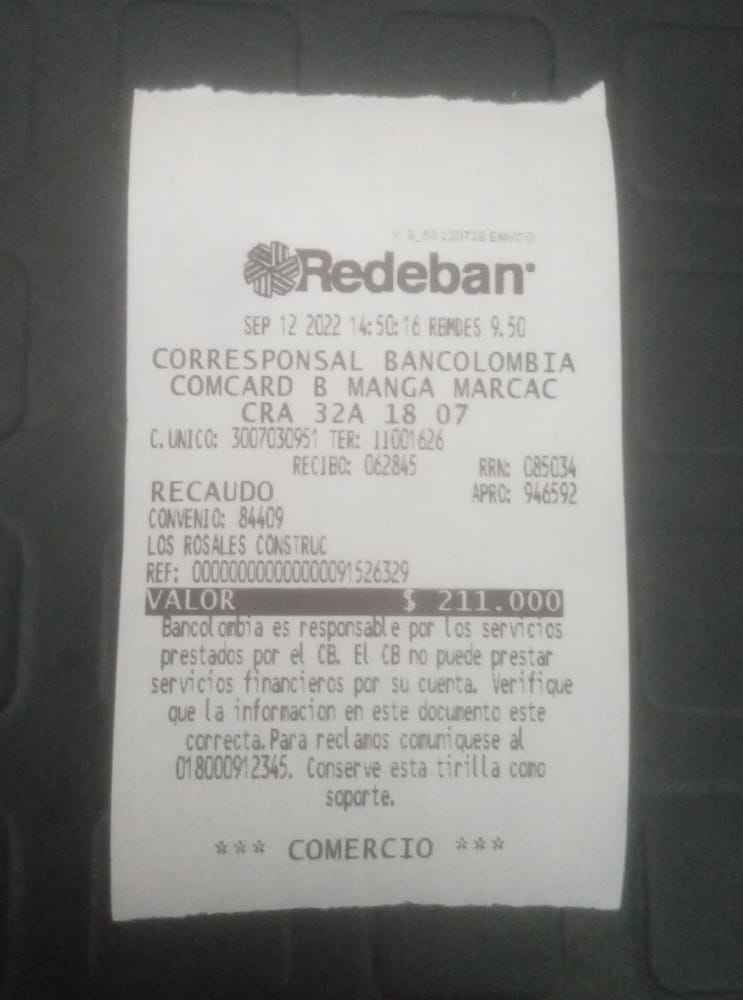 Redeban
SEP 12 2022 14:50:16 RBMDES 9.50
CORRESPONSAL BANCOLOMBIA
COMCARD B MANGA MARCAC
CRA 32A 18 07
C. UNICO: 3007030951 TER: 11001626
RECIBO: 062845 RRN: 085034
RECAUDO APRO: 946592
CONVENIO: 84409
LOS ROSALES CONSTRUC
REF: 00000000000000091526329
VALOR $ 211.000
Bancolombia es responsable por los servicios
prestados por el CB. El CB no puede prestar
servicios financieros por su cuenta. Verifique
que la informacion en este documento este
correcta. Para reclamos comuniquese al
018000912345. Conserve esta tirilla como
soporte.
*** COMERCIO ***